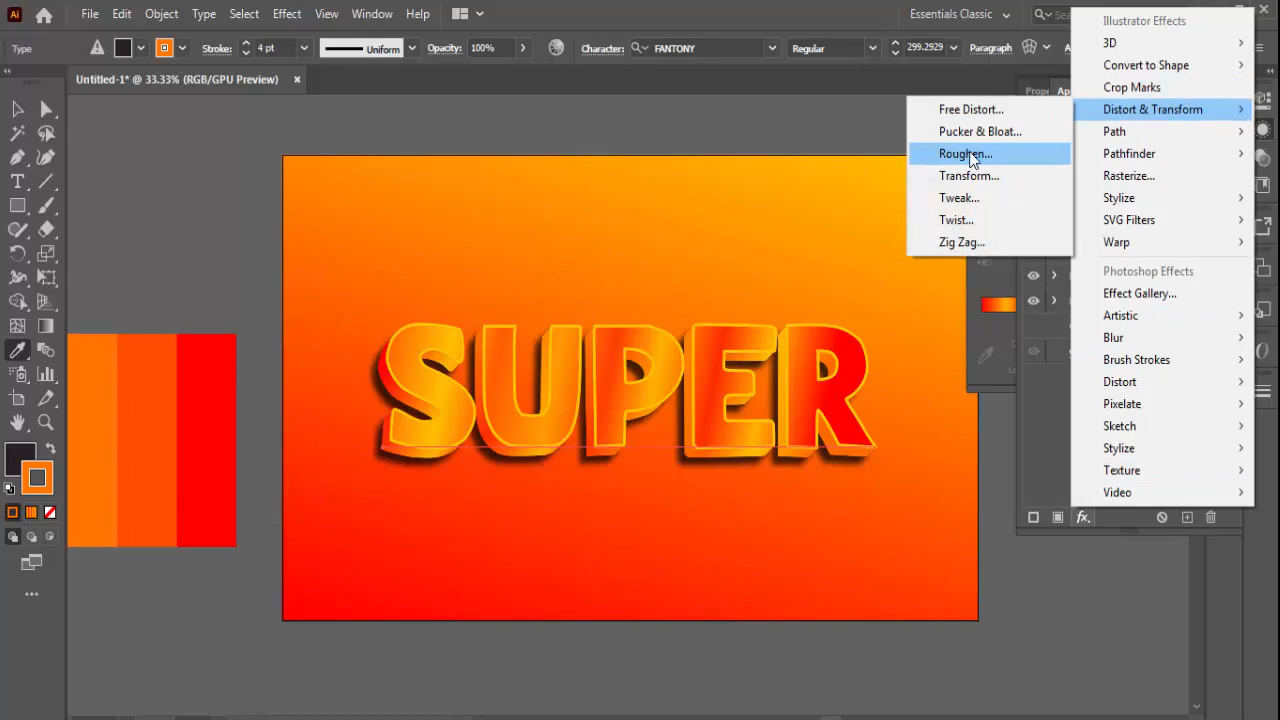 Ai File Edit Object Type Select Effect View Window Help Essentials Classic
Type Stroke: 4 pt Uniform Opacity: 100% Character: FANTONY Regular 299.2929 Paragraph
Untitled-1* @ 33.33% (RGB/GPU Preview)
SUPER
Free Distort...
Pucker & Bloat...
Roughen...
Transform...
Tweak...
Twist...
Zig Zag...
Illustrator Effects
3D
Convert to Shape
Crop Marks
Distort & Transform
Path
Pathfinder
Rasterize...
Stylize
SVG Filters
Warp
Photoshop Effects
Effect Gallery...
Artistic
Blur
Brush Strokes
Distort
Pixelate
Sketch
Stylize
Texture
Video
fx.